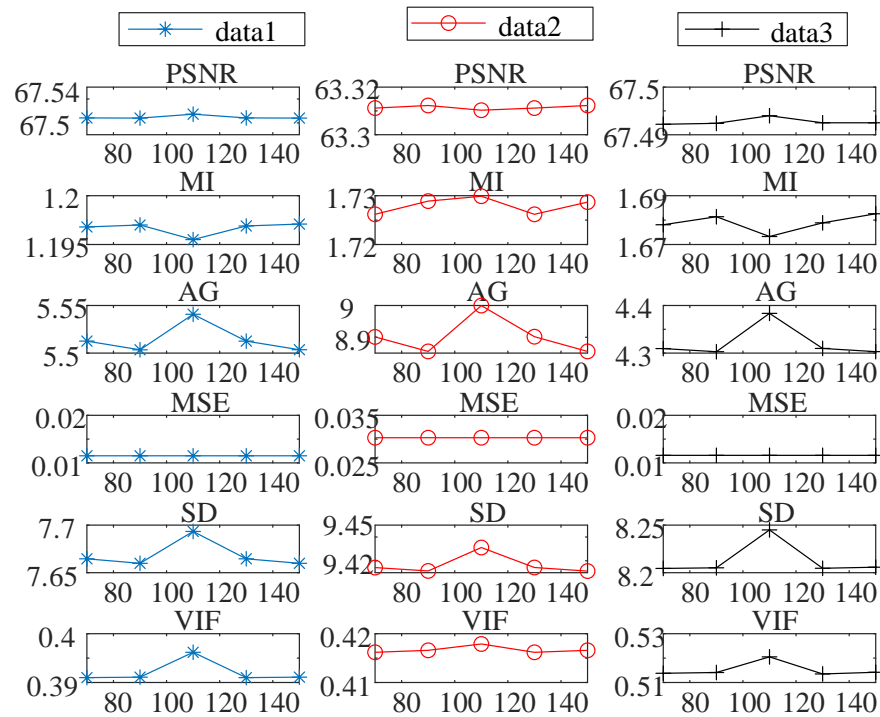 data1 data2 data3
PSNR PSNR PSNR
67.54 63.32 67.5
67.5 63.3 67.49
80 100 120 140 80 100 120 140 80 100 120 140
MI MI MI
1.2 1.73 1.69
1.195 1.72 1.67
80 100 120 140 80 100 120 140 80 100 120 140
AG AG AG
5.55 9 4.4
5.5 8.9 4.3
80 100 120 140 80 100 120 140 80 100 120 140
MSE MSE MSE
0.02 0.035 0.02
0.01 0.025 0.01
80 100 120 140 80 100 120 140 80 100 120 140
SD SD SD
7.7 9.45 8.25
7.65 9.42 8.2
80 100 120 140 80 100 120 140 80 100 120 140
VIF VIF VIF
0.4 0.42 0.53
0.39 0.41 0.51
80 100 120 140 80 100 120 140 80 100 120 140